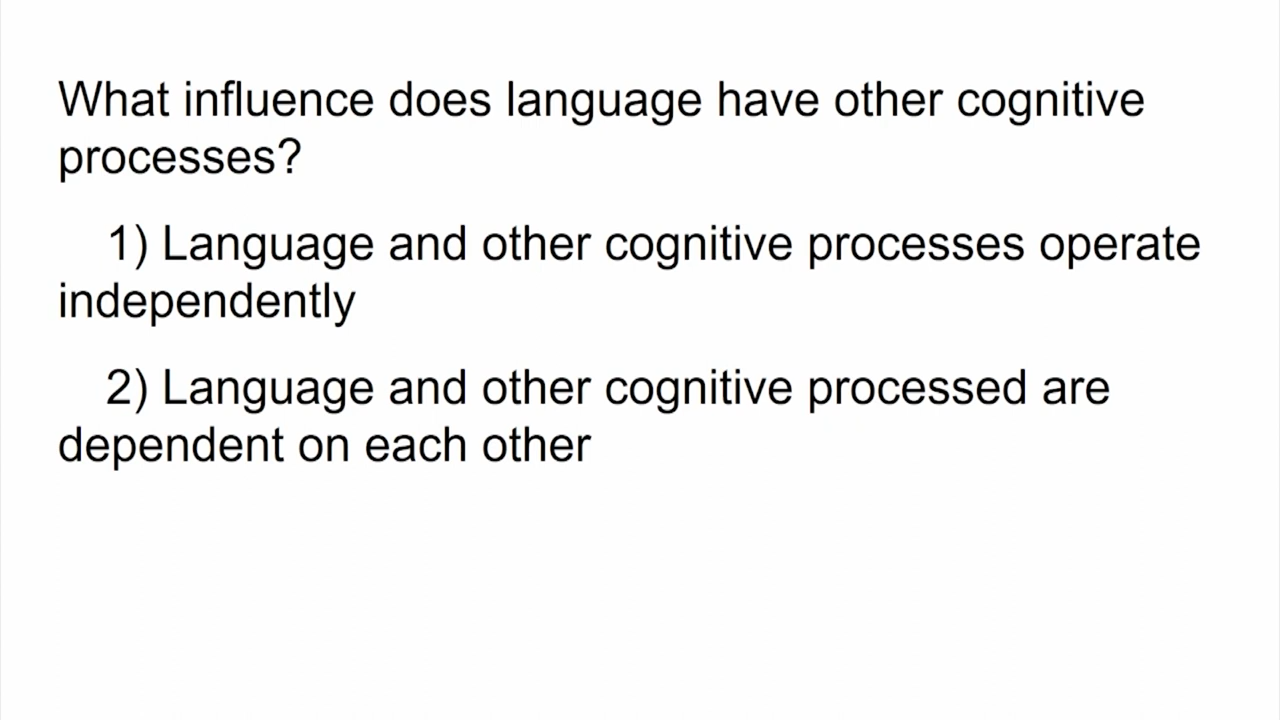 What influence does language have other cognitive
processes?
1) Language and other cognitive processes operate
independently
2) Language and other cognitive processed are
dependent on each other